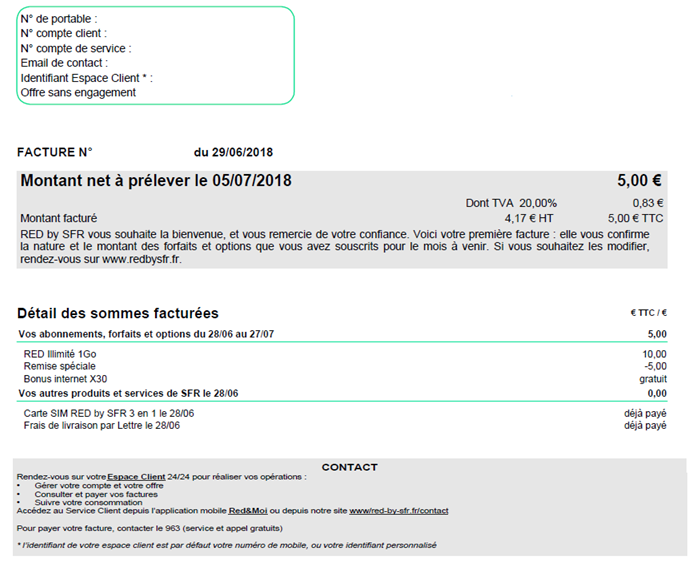 N° de portable :
N° compte client :
N° compte de service :
Email de contact :
Identifiant Espace Client * :
Offre sans engagement
FACTURE N° du 29/06/2018
Montant net à prélever le 05/07/2018 5,00 €
Dont TVA 20,00% 0,83 €
Montant facturé 4,17 € HT 5,00 € TTC
RED by SFR vous souhaite la bienvenue, et vous remercie de votre confiance. Voici votre première facture : elle vous confirme
la nature et le montant des forfaits et options que vous avez souscrits pour le mois à venir. Si vous souhaitez les modifier,
rendez-vous sur www.redbysfr.fr.
Détail des sommes facturées € TTC / €
Vos abonnements, forfaits et options du 28/06 au 27/07 5,00
RED Illimité 1Go 10,00
Remise spéciale -5,00
Bonus internet X30 gratuit
Vos autres produits et services de SFR le 28/06 0,00
Carte SIM RED by SFR 3 en 1 le 28/06 déjà payé
Frais de livraison par Lettre le 28/06 déjà payé
CONTACT
Rendez-vous sur votre Espace Client 24/24 pour réaliser vos opérations :
• Gérer votre compte et votre offre
• Consulter et payer vos factures
• Suivre votre consommation
Accédez au Service Client depuis l'application mobile Red&Moi ou depuis notre site www/red-by-sfr.fr/contact
Pour payer votre facture, contacter le 963 (service et appel gratuits)
* l'identifiant de votre espace client est par défaut votre numéro de mobile, ou votre identifiant personnalisé